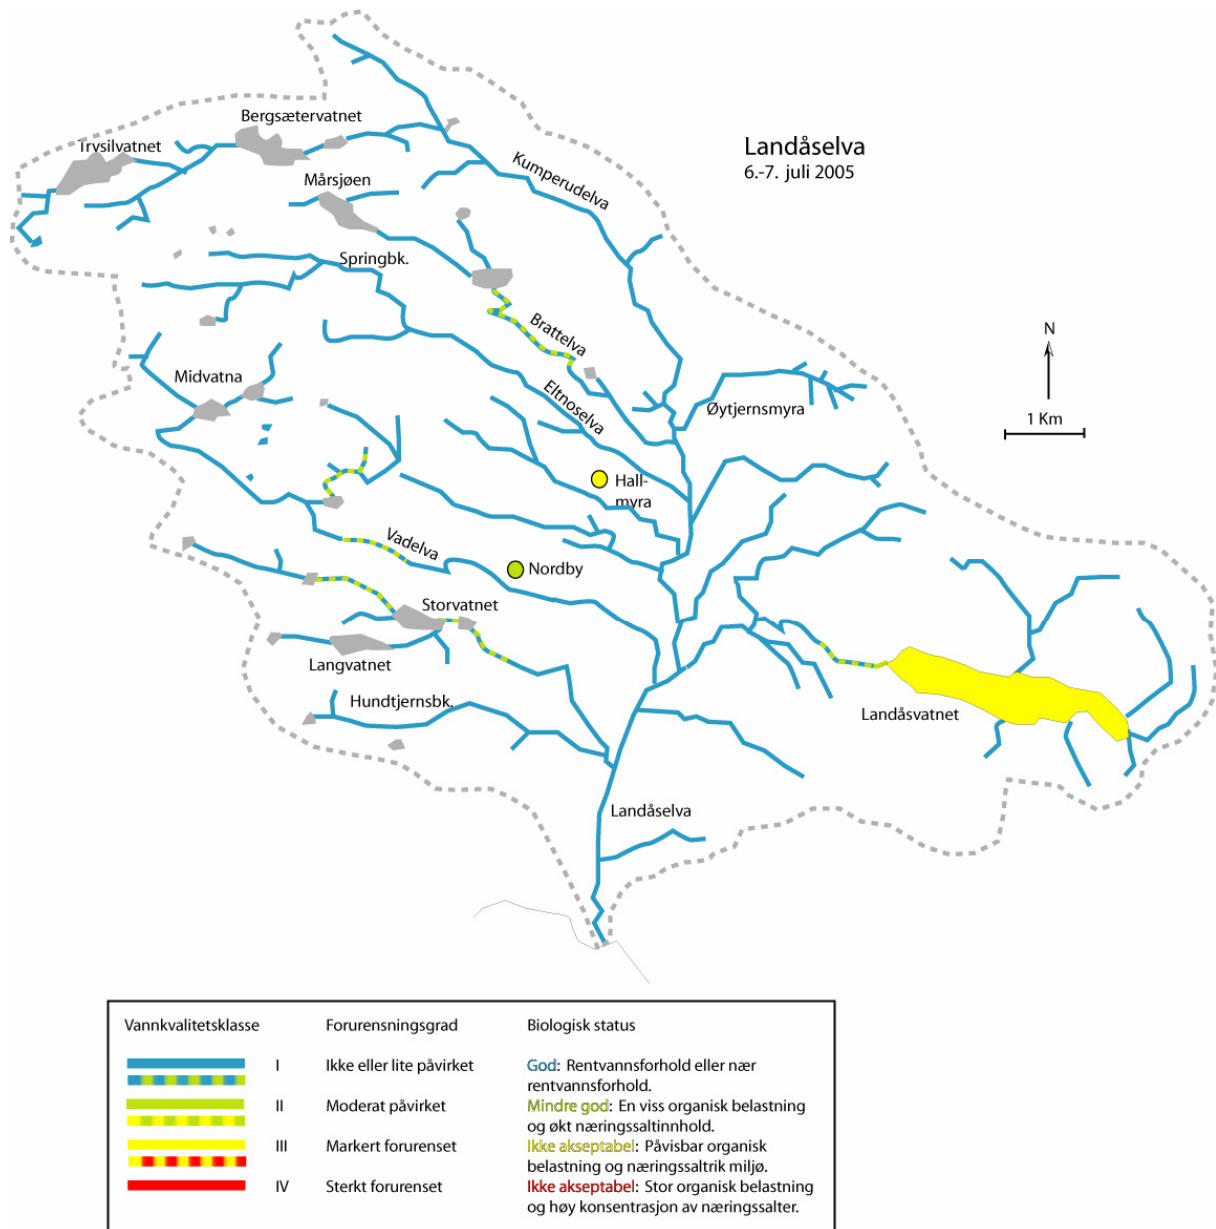 Landåselva
6.-7. juli 2005
Bergsætervatnet
Trysilvatnet
Mårsjøen
Kumperudelva
Springbk.
Brattelva
N
Midvatna
Eltnoselva
Øytjernsmyra
1 Km
Hall-
myra
Vadelva
Nordby
Storvatnet
Langvatnet
Hundtjernsbk.
Landåsvatnet
Landåselva
Vannkvalitetsklasse Forurensningsgrad Biologisk status
I Ikke eller lite påvirket God: Rentvannsforhold eller nær
rentvannsforhold.
II Moderat påvirket Mindre god: En viss organisk belastning
og økt næringssaltinnhold.
III Markert forurenset Ikke akseptabel: Påvisbar organisk
belastning og næringssaltrik miljø.
IV Sterkt forurenset Ikke akseptabel: Stor organisk belastning
og høy konsentrasjon av næringssalter.